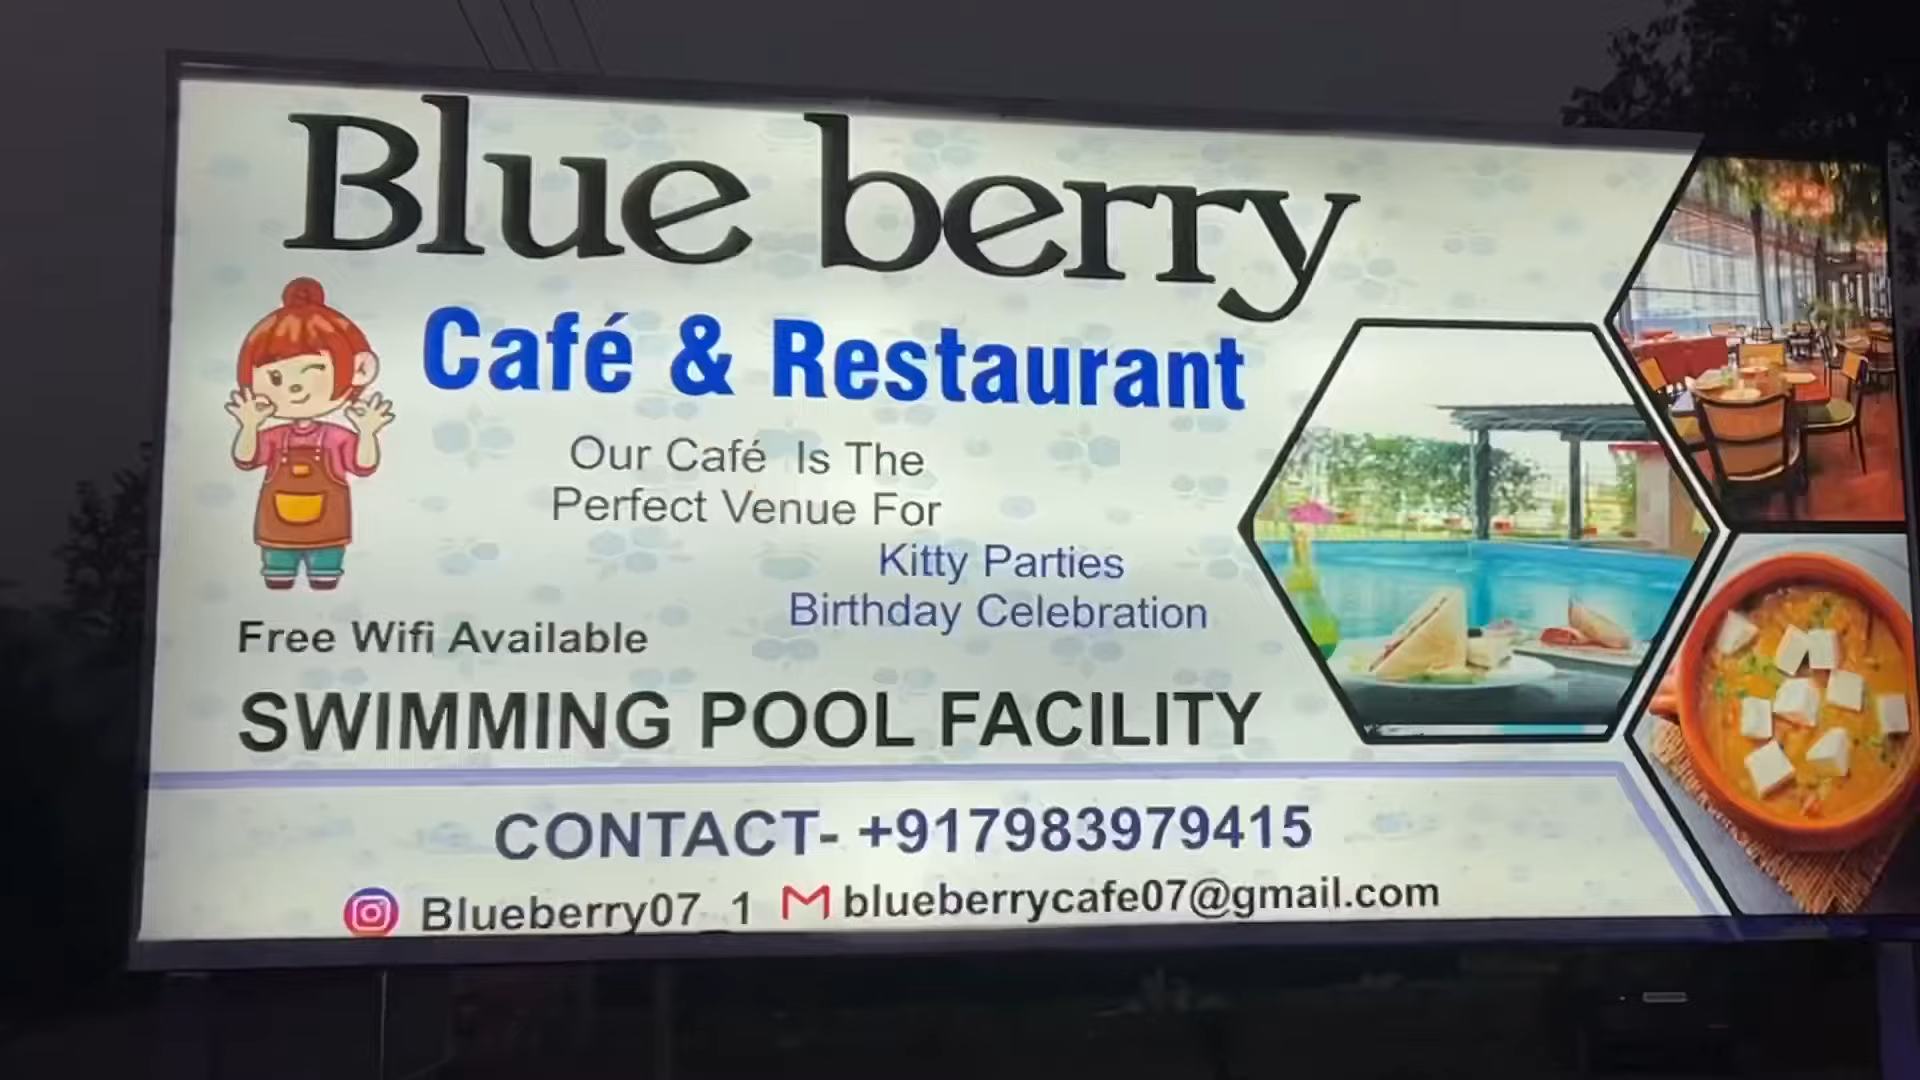 Blue berry
Café & Restaurant
Our Café Is The
Perfect Venue For
Kitty Parties
Birthday Celebration
Free Wifi Available
SWIMMING POOL FACILITY
CONTACT- +917983979415
Blueberry07_1 blueberrycafe07@gmail.com